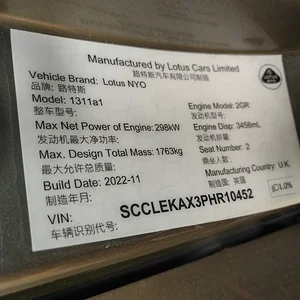 Manufactured by Lotus Cars Limited
路特斯汽车有限公司制造
Vehicle Brand: Lotus NYO
品牌: 路特斯
Model: 1311a1
整车型号:
Engine Model: 2GR
发动机型号:
Max Net Power of Engine: 298kW
发动机最大净功率:
Engine Disp: 3456mL
发动机排量:
Max. Design Total Mass: 1763kg
最大允许总质量:
Seat Number: 2
乘坐人数:
Build Date: 2022-11
制造年月:
Manufacturing Country: U.K.
制造国: 英国
VIN:
车辆识别代号:
SCCLEKAX3PHR10452
1.0%